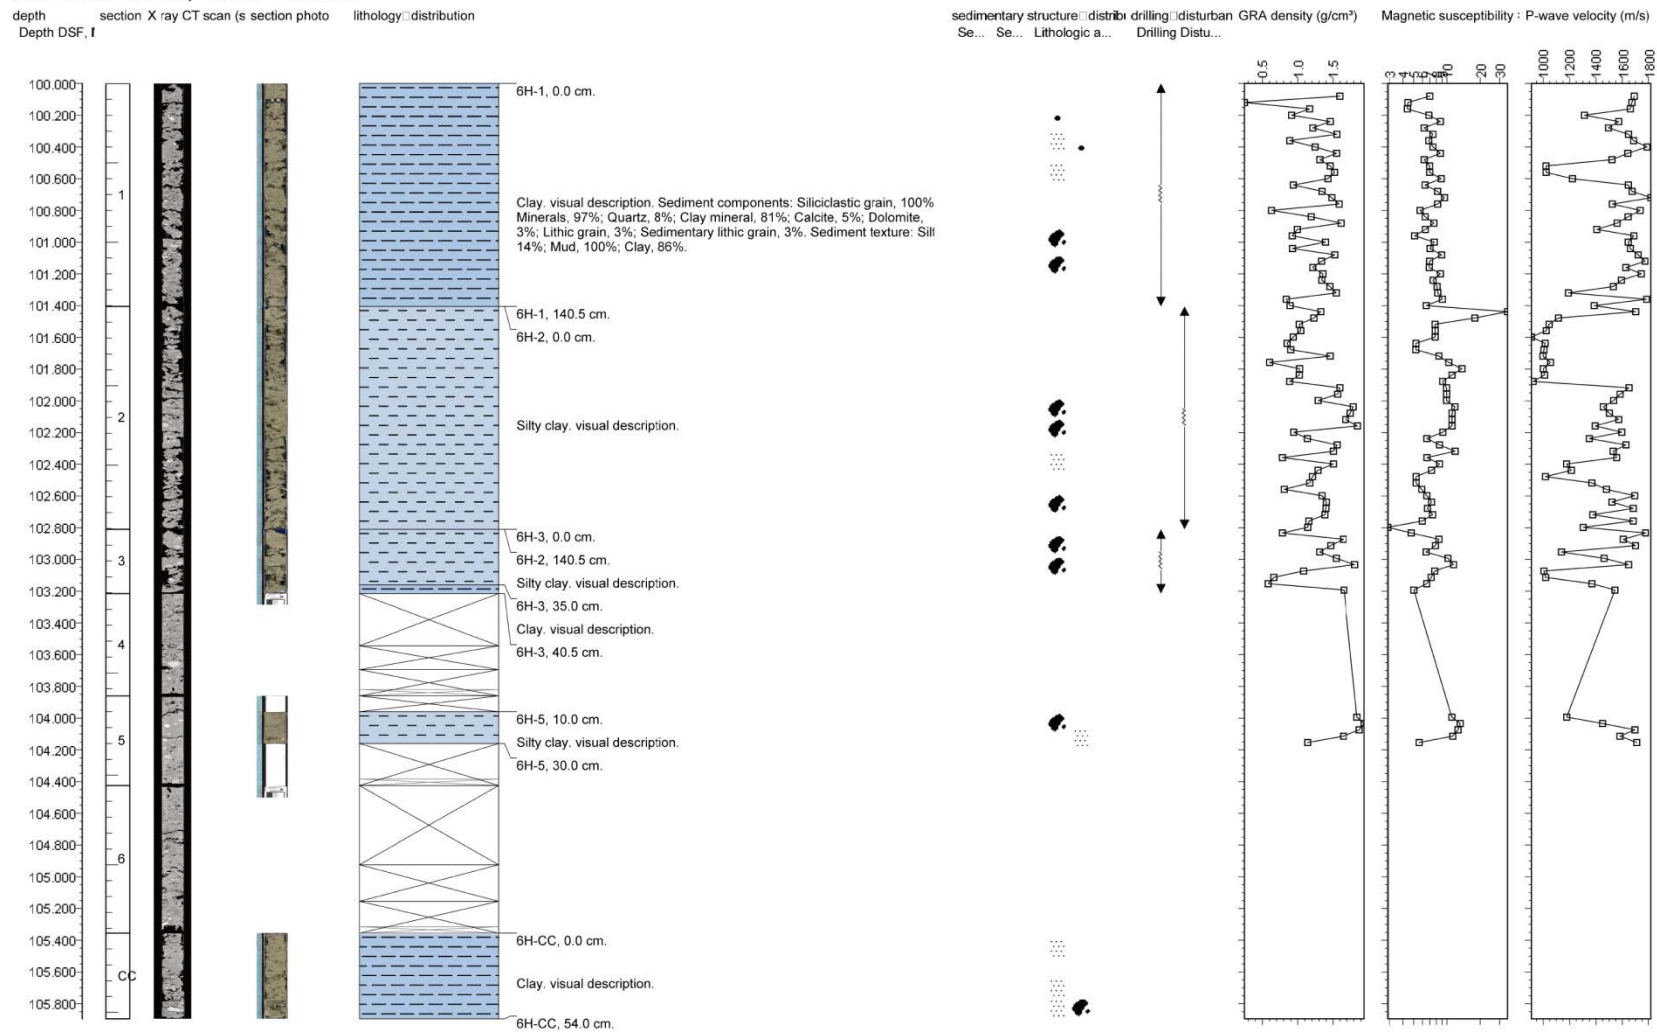 depth
section
X ray CT scan (s
section photo
lithology□distribution
sedimentary
structure□distribu
drilling□disturban
GRA density (g/cm³)
Magnetic susceptibility :
P-wave velocity (m/s)
Depth DSF, I
Se...
Se...
Lithologic a...
Drilling Distu...
0.5
1.0
1.5
3
4
5
10
20
30
1000
1200
1400
1600
1800
100.000
100.200
100.400
100.600
100.800
101.000
101.200
101.400
101.600
101.800
102.000
102.200
102.400
102.600
102.800
103.000
103.200
103.400
103.600
103.800
104.000
104.200
104.400
104.600
104.800
105.000
105.200
105.400
105.600
105.800
1
2
3
4
5
6
CC
6H-1, 0.0 cm.
Clay. visual description. Sediment components: Siliciclastic grain, 100%
Minerals, 97%; Quartz, 8%; Clay mineral, 81%; Calcite, 5%; Dolomite,
3%; Lithic grain, 3%; Sedimentary lithic grain, 3%. Sediment texture: Silt
14%; Mud, 100%; Clay, 86%.
6H-1, 140.5 cm.
6H-2, 0.0 cm.
Silty clay. visual description.
6H-3, 0.0 cm.
6H-2, 140.5 cm.
Silty clay. visual description.
6H-3, 35.0 cm.
Clay. visual description.
6H-3, 40.5 cm.
6H-5, 10.0 cm.
Silty clay. visual description.
6H-5, 30.0 cm.
6H-CC, 0.0 cm.
Clay. visual description.
6H-CC, 54.0 cm.